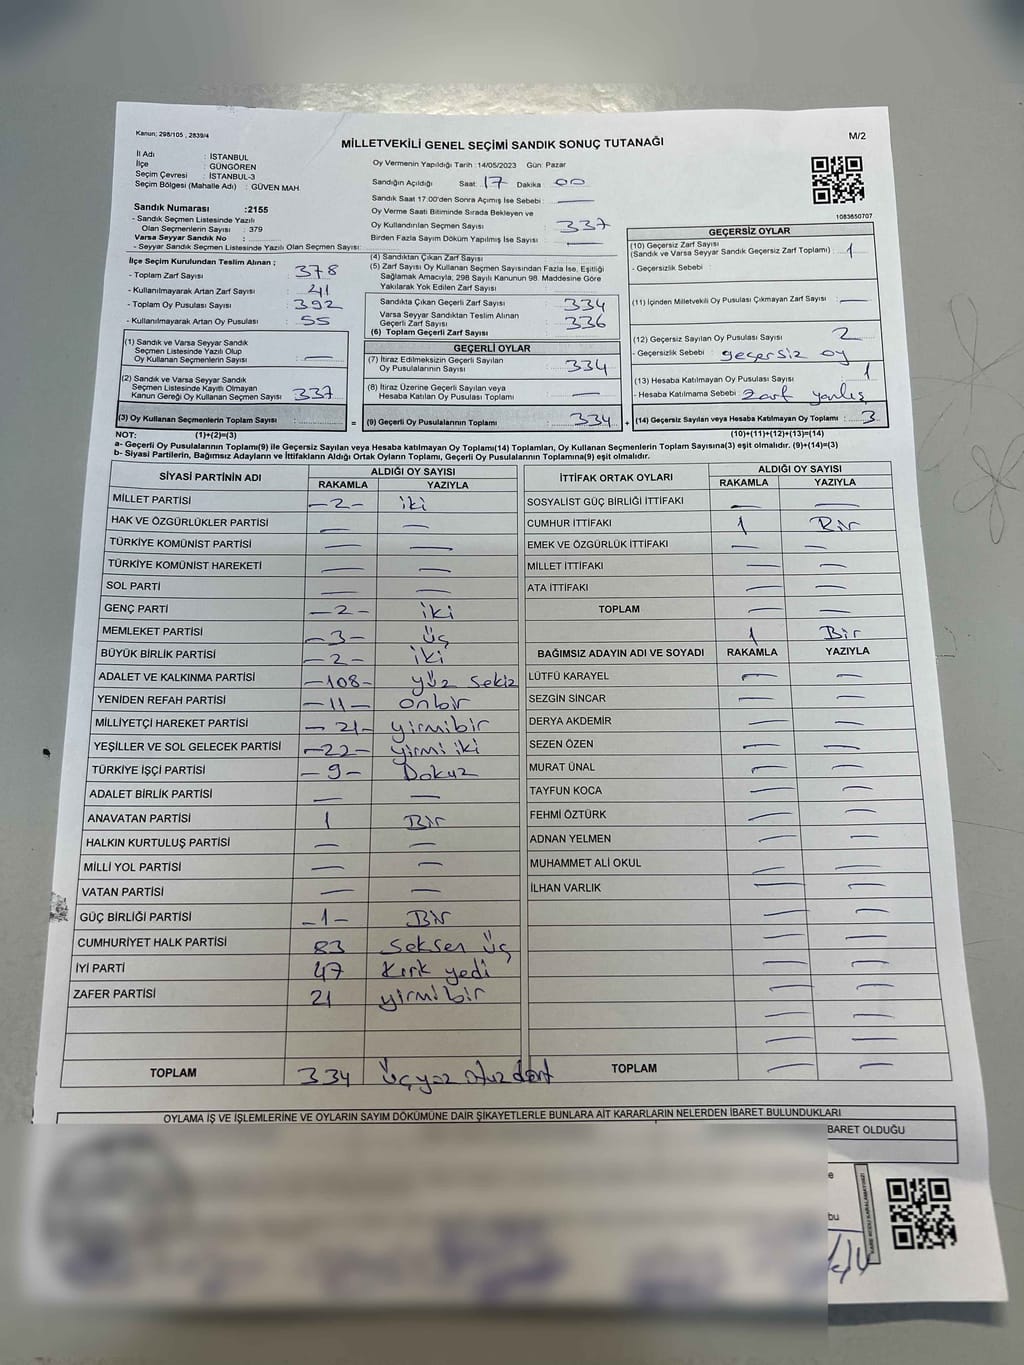 Kanun; 298/105 , 2839/4
MİLLETVEKİLİ GENEL SEÇİMİ SANDIK SONUÇ TUTANAĞI
M/2
İl Adı : İSTANBUL
İlçe : GÜNGÖREN
Seçim Çevresi : İSTANBUL-3
Seçim Bölgesi (Mahalle Adı) : GÜVEN MAH.
Oy Vermenin Yapıldığı Tarih :14/05/2023 Gün: Pazar
Sandığın Açıldığı Saat: 17 Dakika 00
Sandık Saat 17:00'den Sonra Açımış İse Sebebi : —
Oy Verme Saati Bitiminde Sırada Bekleyen ve
Oy Kullandırılan Seçmen Sayısı : 337
Birden Fazla Sayım Döküm Yapılmış İse Sayısı : —
1083650707
Sandık Numarası :2155
- Sandık Seçmen Listesinde Yazılı
Olan Seçmenlerin Sayısı : 379
Varsa Seyyar Sandık No :
- Seyyar Sandık Seçmen Listesinde Yazılı Olan Seçmen Sayısı:
İlçe Seçim Kurulundan Teslim Alınan ;
- Toplam Zarf Sayısı : 378
- Kullanılmayarak Artan Zarf Sayısı : 41
- Toplam Oy Pusulası Sayısı : 392
- Kullanılmayarak Artan Oy Pusulası : 55
(1) Sandık ve Varsa Seyyar Sandık
Seçmen Listesinde Yazılı Olup
Oy Kullanan Seçmenlerin Sayısı : —
(2) Sandık ve Varsa Seyyar Sandık
Seçmen Listesinde Kayıtlı Olmayan
Kanun Gereği Oy Kullanan Seçmen Sayısı : 337
(3) Oy Kullanan Seçmenlerin Toplam Sayısı :
(4) Sandıktan Çıkan Zarf Sayısı
(5) Zarf Sayısı Oy Kullanan Seçmen Sayısından Fazla İse, Eşitliği
Sağlamak Amacıyla, 298 Sayılı Kanunun 98. Maddesine Göre
Yakılarak Yok Edilen Zarf Sayısı
Sandıkta Çıkan Geçerli Zarf Sayısı : 334
Varsa Seyyar Sandıktan Teslim Alınan
Geçerli Zarf Sayısı : 336
(6) Toplam Geçerli Zarf Sayısı
GEÇERLİ OYLAR
(7) İtiraz Edilmeksizin Geçerli Sayılan
Oy Pusulalarının Sayısı : 334
(8) İtiraz Üzerine Geçerli Sayılan veya
Hesaba Katılan Oy Pusulası Toplamı : —
= (9) Geçerli Oy Pusulalarının Toplamı : 334
GEÇERSİZ OYLAR
(10) Geçersiz Zarf Sayısı
(Sandık ve Varsa Seyyar Sandık Geçersiz Zarf Toplamı) : 1
- Geçersizlik Sebebi :
(11) İçinden Milletvekili Oy Pusulası Çıkmayan Zarf Sayısı : —
(12) Geçersiz Sayılan Oy Pusulası Sayısı : 2
- Geçersizlik Sebebi : geçersiz oy
(13) Hesaba Katılmayan Oy Pusulası Sayısı : 1
- Hesaba Katılmama Sebebi : zarf yanlış
+ (14) Geçersiz Sayılan veya Hesaba Katılmayan Oy Toplamı : 3
NOT: (1)+(2)=(3) (10)+(11)+(12)+(13)=(14)
a- Geçerli Oy Pusulalarının Toplamı(9) ile Geçersiz Sayılan veya Hesaba katılmayan Oy Toplamı(14) Toplamları, Oy Kullanan Seçmenlerin Toplam Sayısına(3) eşit olmalıdır. (9)+(14)=(3)
b- Siyasi Partilerin, Bağımsız Adayların ve İttifakların Aldığı Ortak Oyların Toplamı, Geçerli Oy Pusulalarının Toplamına(9) eşit olmalıdır.
SİYASİ PARTİNİN ADI ALDIĞI OY SAYISI
RAKAMLA YAZIYLA
MİLLET PARTİSİ —2— iki
HAK VE ÖZGÜRLÜKLER PARTİSİ — —
TÜRKİYE KOMÜNİST PARTİSİ — —
TÜRKİYE KOMÜNİST HAREKETİ — —
SOL PARTİ — —
GENÇ PARTİ —2— iki
MEMLEKET PARTİSİ —3— üç
BÜYÜK BİRLİK PARTİSİ —2— iki
ADALET VE KALKINMA PARTİSİ —108— yüz sekiz
YENİDEN REFAH PARTİSİ —11— onbir
MİLLİYETÇİ HAREKET PARTİSİ —21— yirmibir
YEŞİLLER VE SOL GELECEK PARTİSİ —22— yirmi iki
TÜRKİYE İŞÇİ PARTİSİ —9— Dokuz
ADALET BİRLİK PARTİSİ — —
ANAVATAN PARTİSİ 1 Bir
HALKIN KURTULUŞ PARTİSİ — —
MİLLİ YOL PARTİSİ — —
VATAN PARTİSİ — —
GÜÇ BİRLİĞİ PARTİSİ —1— Bir
CUMHURİYET HALK PARTİSİ 83 Seksen üç
İYİ PARTİ 47 Kırk yedi
ZAFER PARTİSİ 21 yirmibir
TOPLAM 334 üçyüz otuz dört
İTTİFAK ORTAK OYLARI ALDIĞI OY SAYISI
RAKAMLA YAZIYLA
SOSYALİST GÜÇ BİRLİĞİ İTTİFAKI — —
CUMHUR İTTİFAKI 1 Bir
EMEK VE ÖZGÜRLÜK İTTİFAKI — —
MİLLET İTTİFAKI — —
ATA İTTİFAKI — —
TOPLAM — —
1 Bir
BAĞIMSIZ ADAYIN ADI VE SOYADI RAKAMLA YAZIYLA
LÜTFÜ KARAYEL — —
SEZGİN SİNCAR — —
DERYA AKDEMİR — —
SEZEN ÖZEN — —
MURAT ÜNAL — —
TAYFUN KOCA — —
FEHMİ ÖZTÜRK — —
ADNAN YELMEN — —
MUHAMMET ALİ OKUL — —
İLHAN VARLIK — —
TOPLAM — —
OYLAMA İŞ VE İŞLEMLERİNE VE OYLARIN SAYIM DÖKÜMÜNE DAİR ŞİKAYETLERLE BUNLARA AİT KARARLARIN NELERDEN İBARET BULUNDUKLARI
BARET OLDUĞU
e
bu
KARE KODU KARALAMAYINIZ!